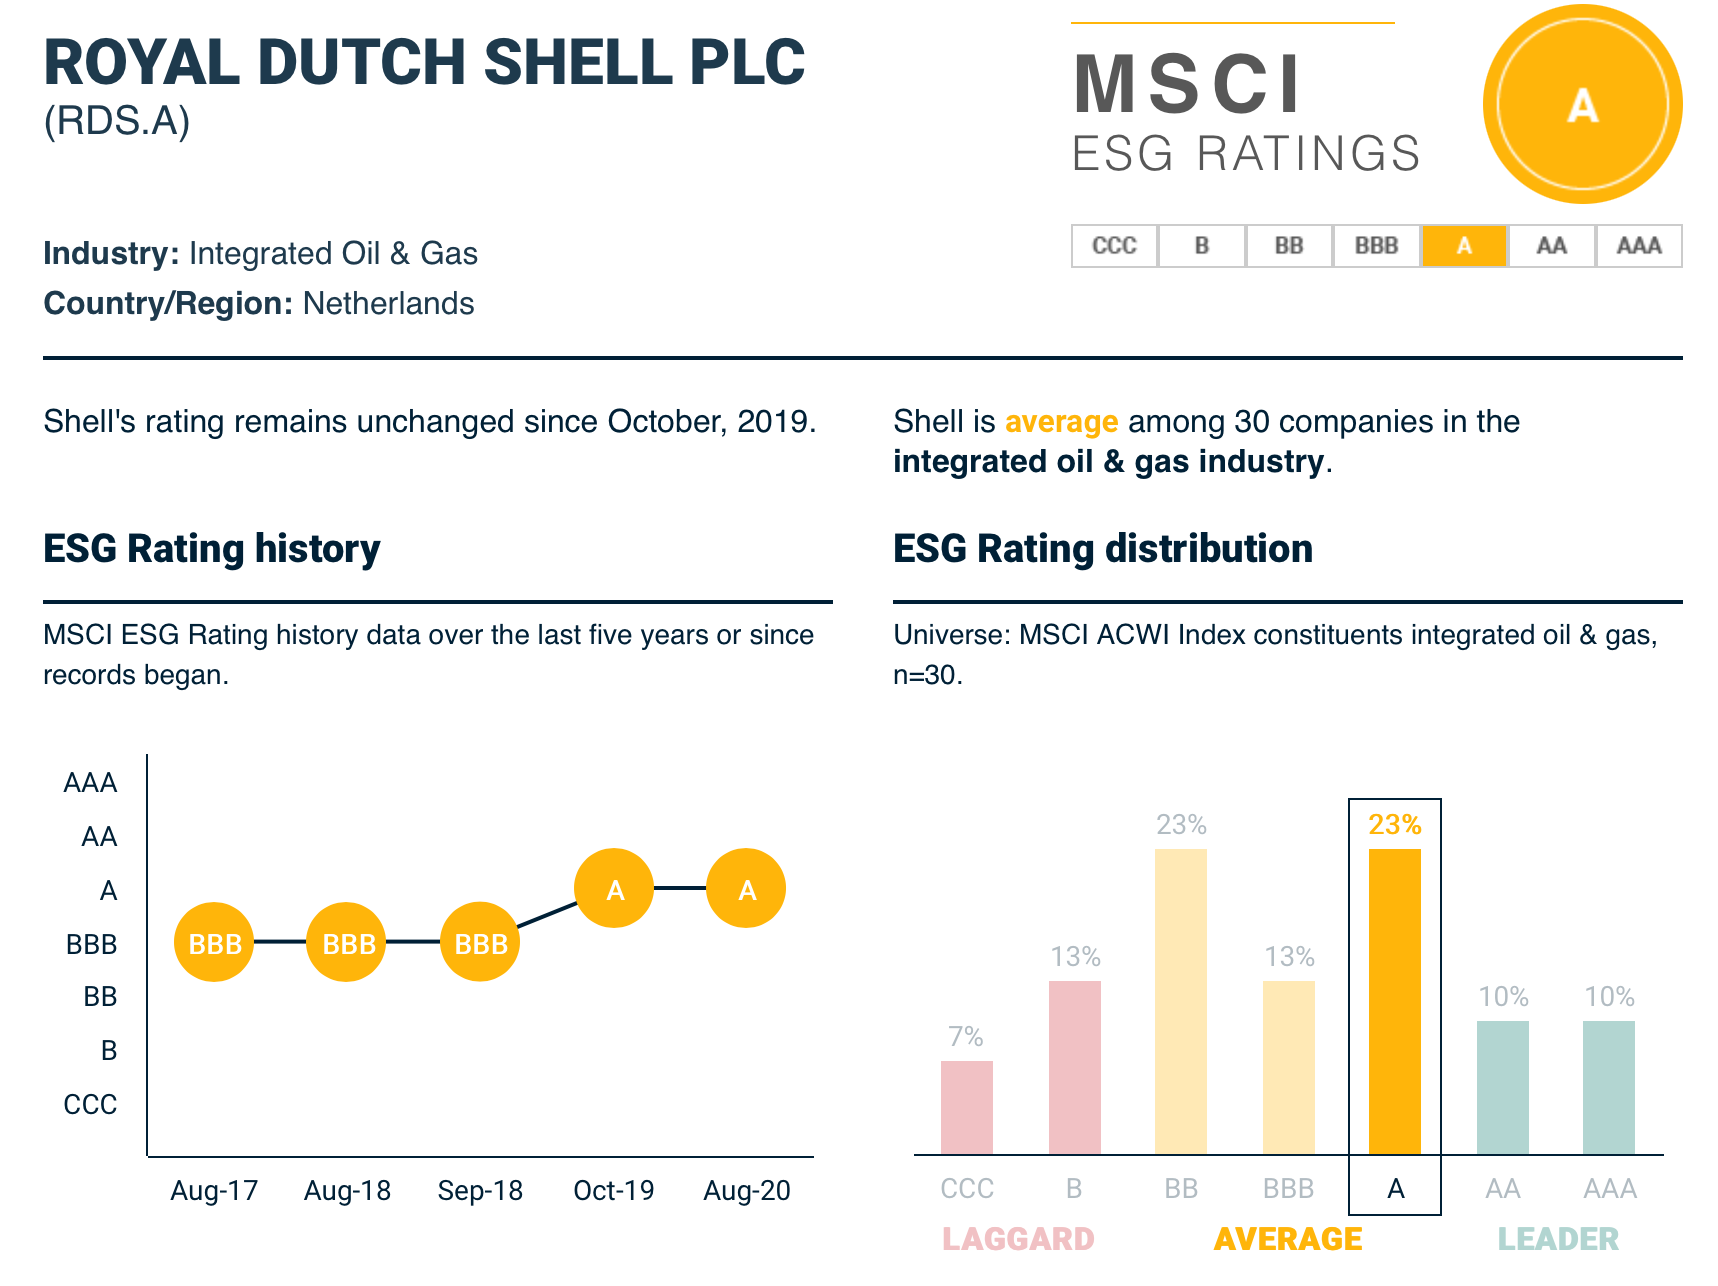 ROYAL DUTCH SHELL PLC
(RDS.A)
Industry: Integrated Oil & Gas
Country/Region: Netherlands
MSCI
ESG RATINGS
A
CCC B BB BBB A AA AAA
Shell's rating remains unchanged since October, 2019.
Shell is average among 30 companies in the
integrated oil & gas industry.
ESG Rating history
MSCI ESG Rating history data over the last five years or since
records began.
AAA
AA
A
BBB
BB
B
CCC
BBB BBB BBB A A
Aug-17 Aug-18 Sep-18 Oct-19 Aug-20
ESG Rating distribution
Universe: MSCI ACWI Index constituents integrated oil & gas,
n=30.
7% 13% 23% 13% 23% 10% 10%
CCC B BB BBB A AA AAA
LAGGARD AVERAGE LEADER